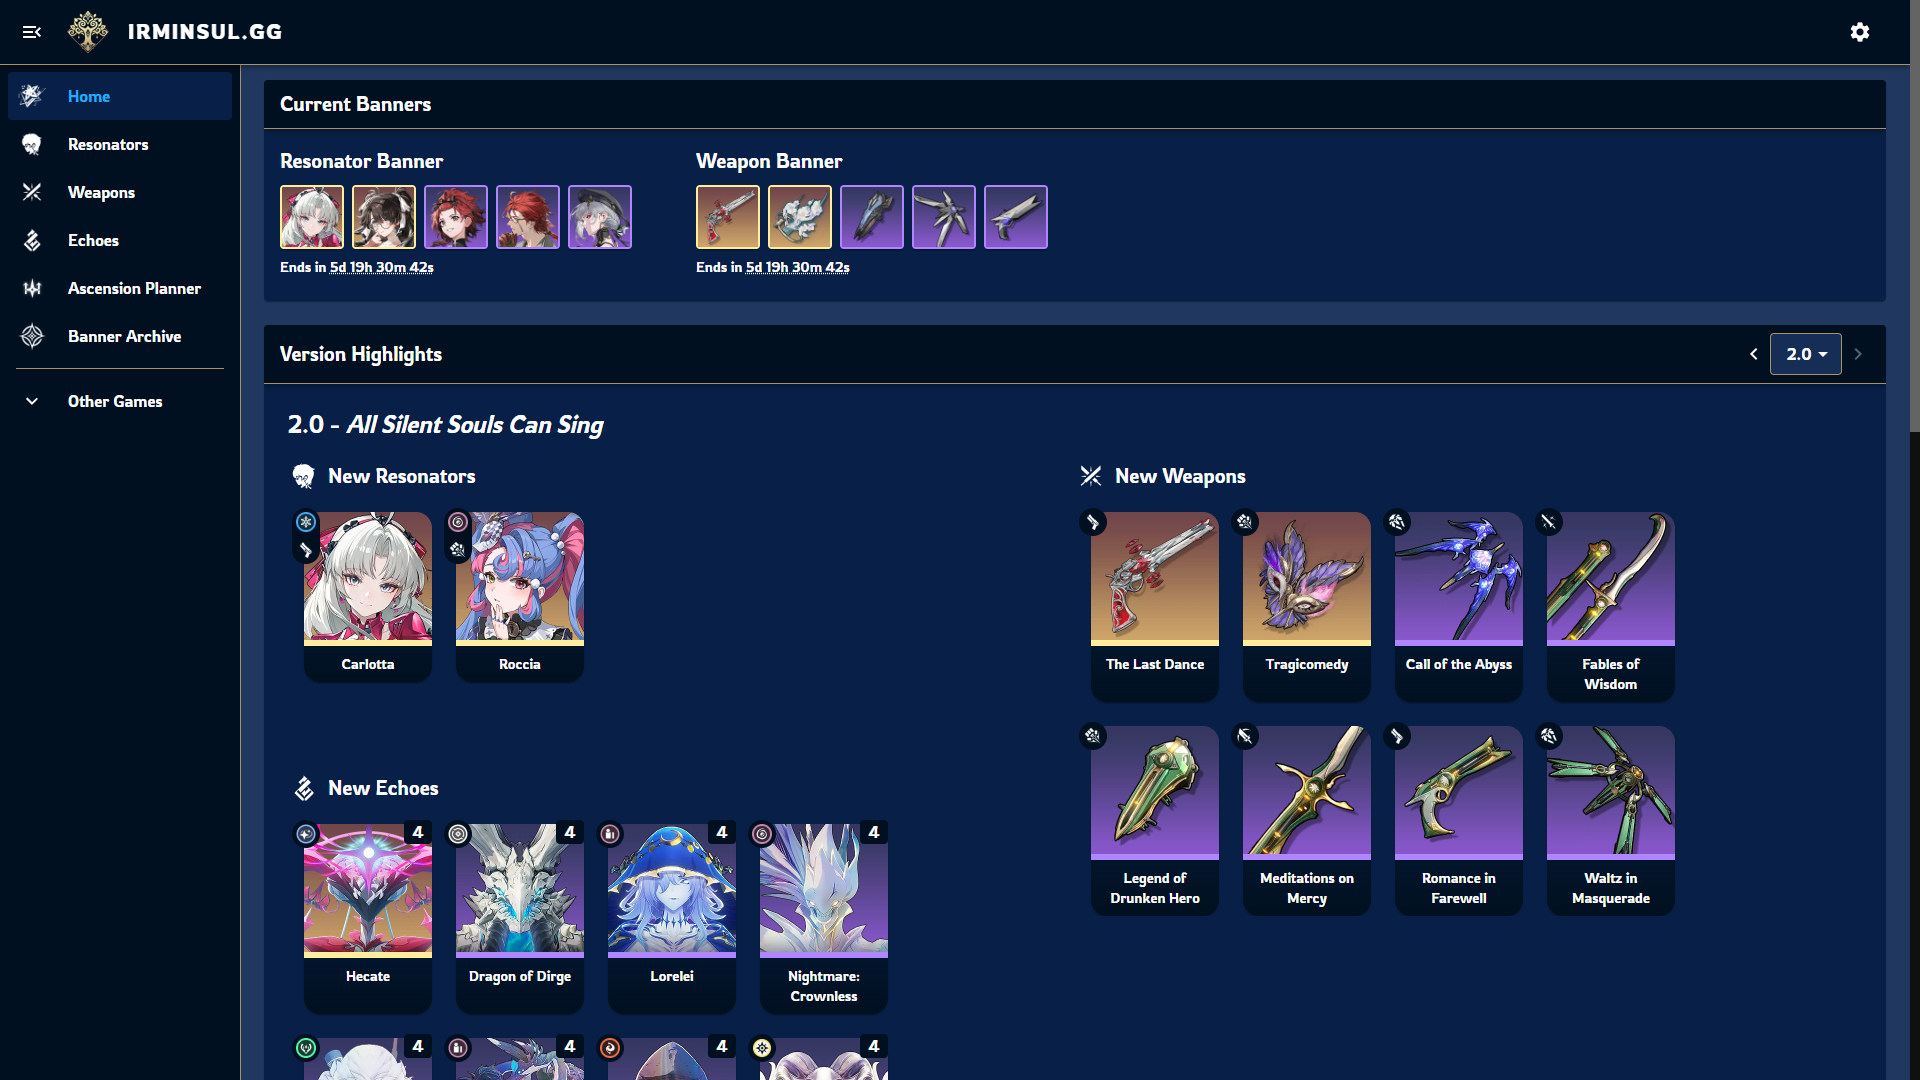 IRMINSUL.GG
Home
Resonators
Weapons
Echoes
Ascension Planner
Banner Archive
Other Games
Current Banners
Resonator Banner
Ends in 5d 19h 30m 42s
Weapon Banner
Ends in 5d 19h 30m 42s
Version Highlights
2.0
2.0 - All Silent Souls Can Sing
New Resonators
Carlotta
Roccia
New Echoes
4
Hecate
4
Dragon of Dirge
4
Lorelei
4
Nightmare:
Crownless
4
4
4
4
New Weapons
The Last Dance
Tragicomedy
Call of the Abyss
Fables of
Wisdom
Legend of
Drunken Hero
Meditations on
Mercy
Romance in
Farewell
Waltz in
Masquerade